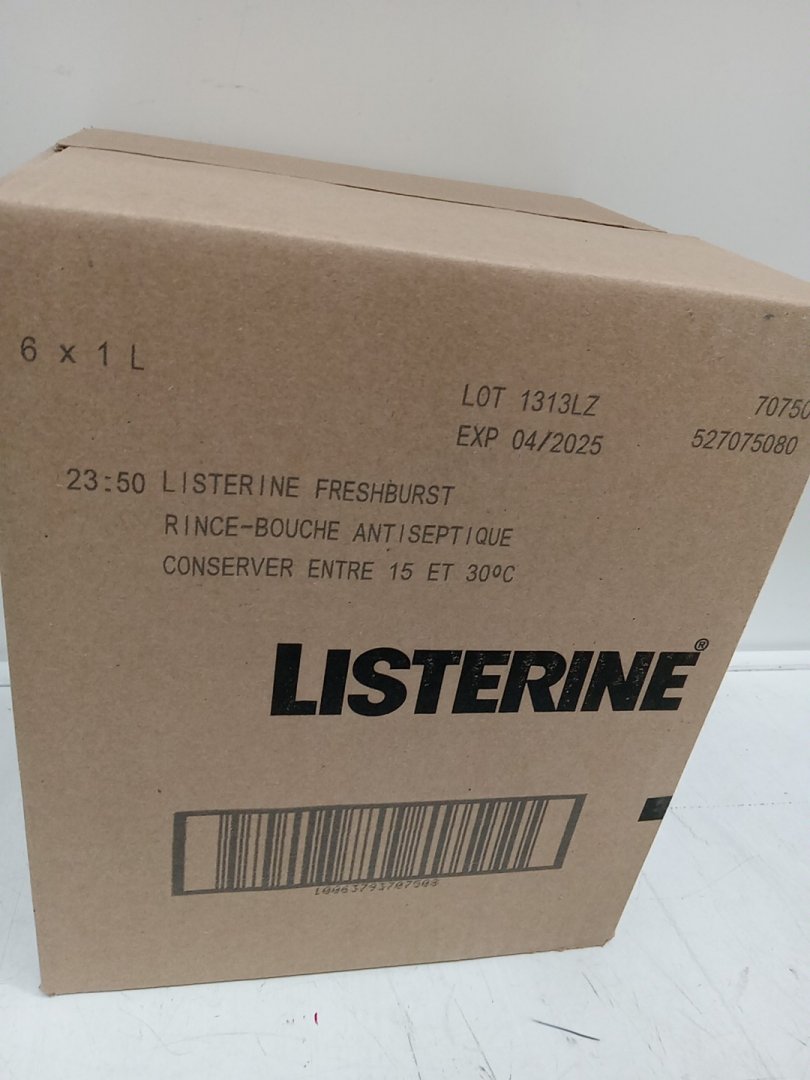 6 x 1 L
LOT 1313LZ 70750
EXP 04/2025 527075080
23:50 LISTERINE FRESHBURST
RINCE-BOUCHE ANTISEPTIQUE
CONSERVER ENTRE 15 ET 30ºC
LISTERINE®